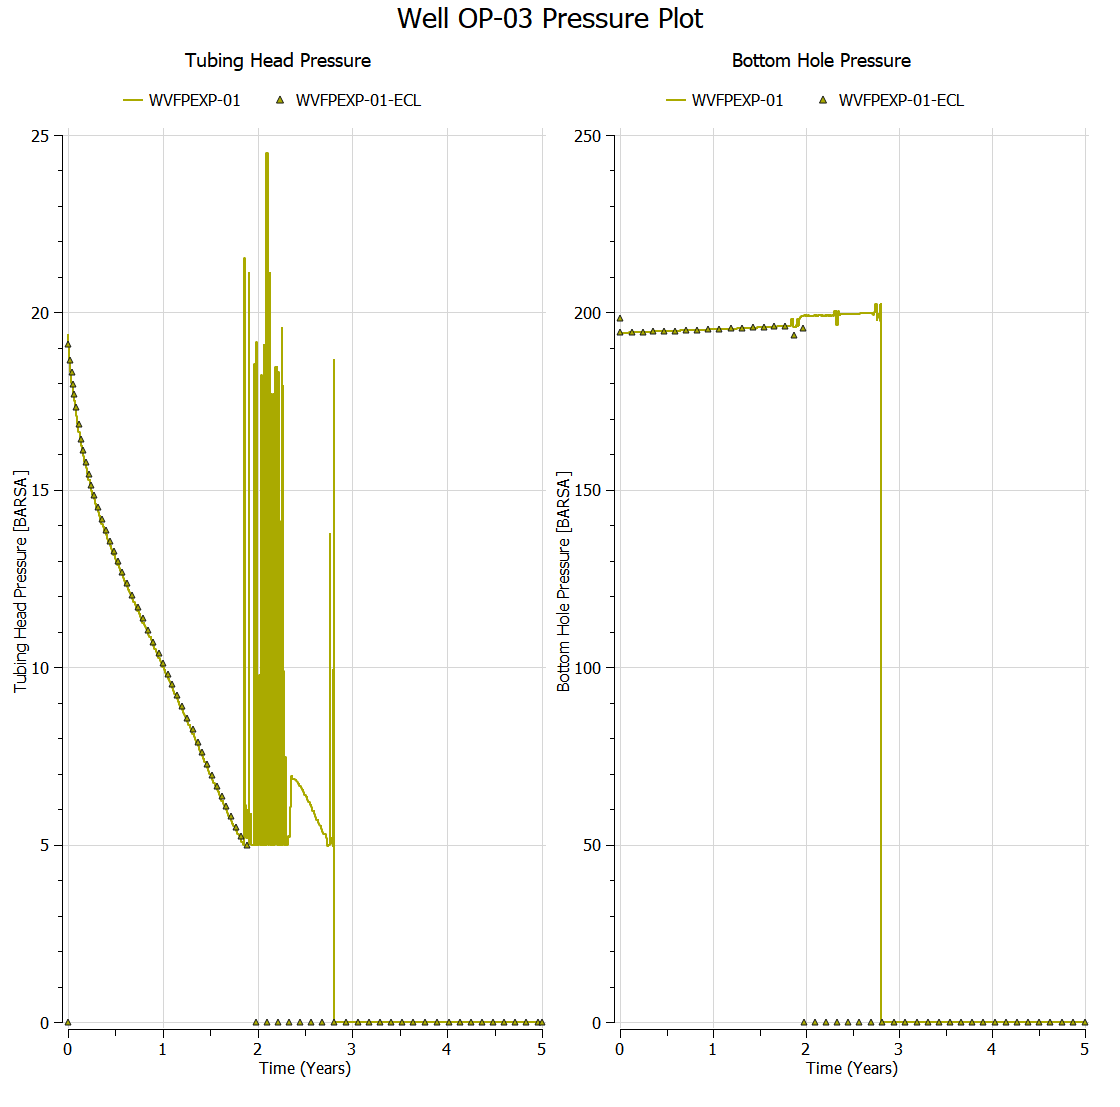 Well OP-03 Pressure Plot
Tubing Head Pressure
WVFPEXP-01
WVFPEXP-01-ECL
25
20
15
10
5
0
Tubing Head Pressure [BARSA]
0 1 2 3 4 5
Time (Years)
Bottom Hole Pressure
WVFPEXP-01
WVFPEXP-01-ECL
250
200
150
100
50
0
Bottom Hole Pressure [BARSA]
0 1 2 3 4 5
Time (Years)